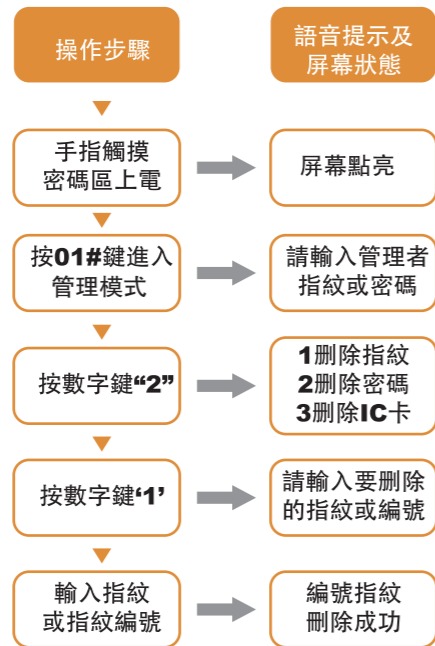 操作步驟
語音提示及
屏幕狀態
手指觸摸
密碼區上電
屏幕點亮
按01#鍵進入
管理模式
請輸入管理者
指紋或密碼
按數字鍵“2”
1删除指紋
2删除密碼
3删除IC卡
按數字鍵‘1’
請輸入要删除
的指紋或編號
輸入指紋
或指紋編號
編號指紋
刪除成功